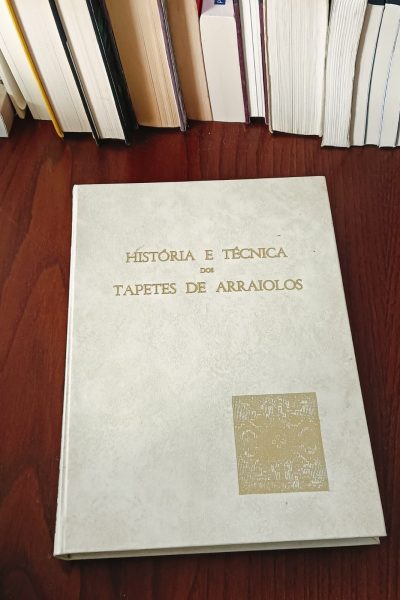 HISTÓRIA E TÉCNICA
DOS
TAPETES DE ARRAIOLOS